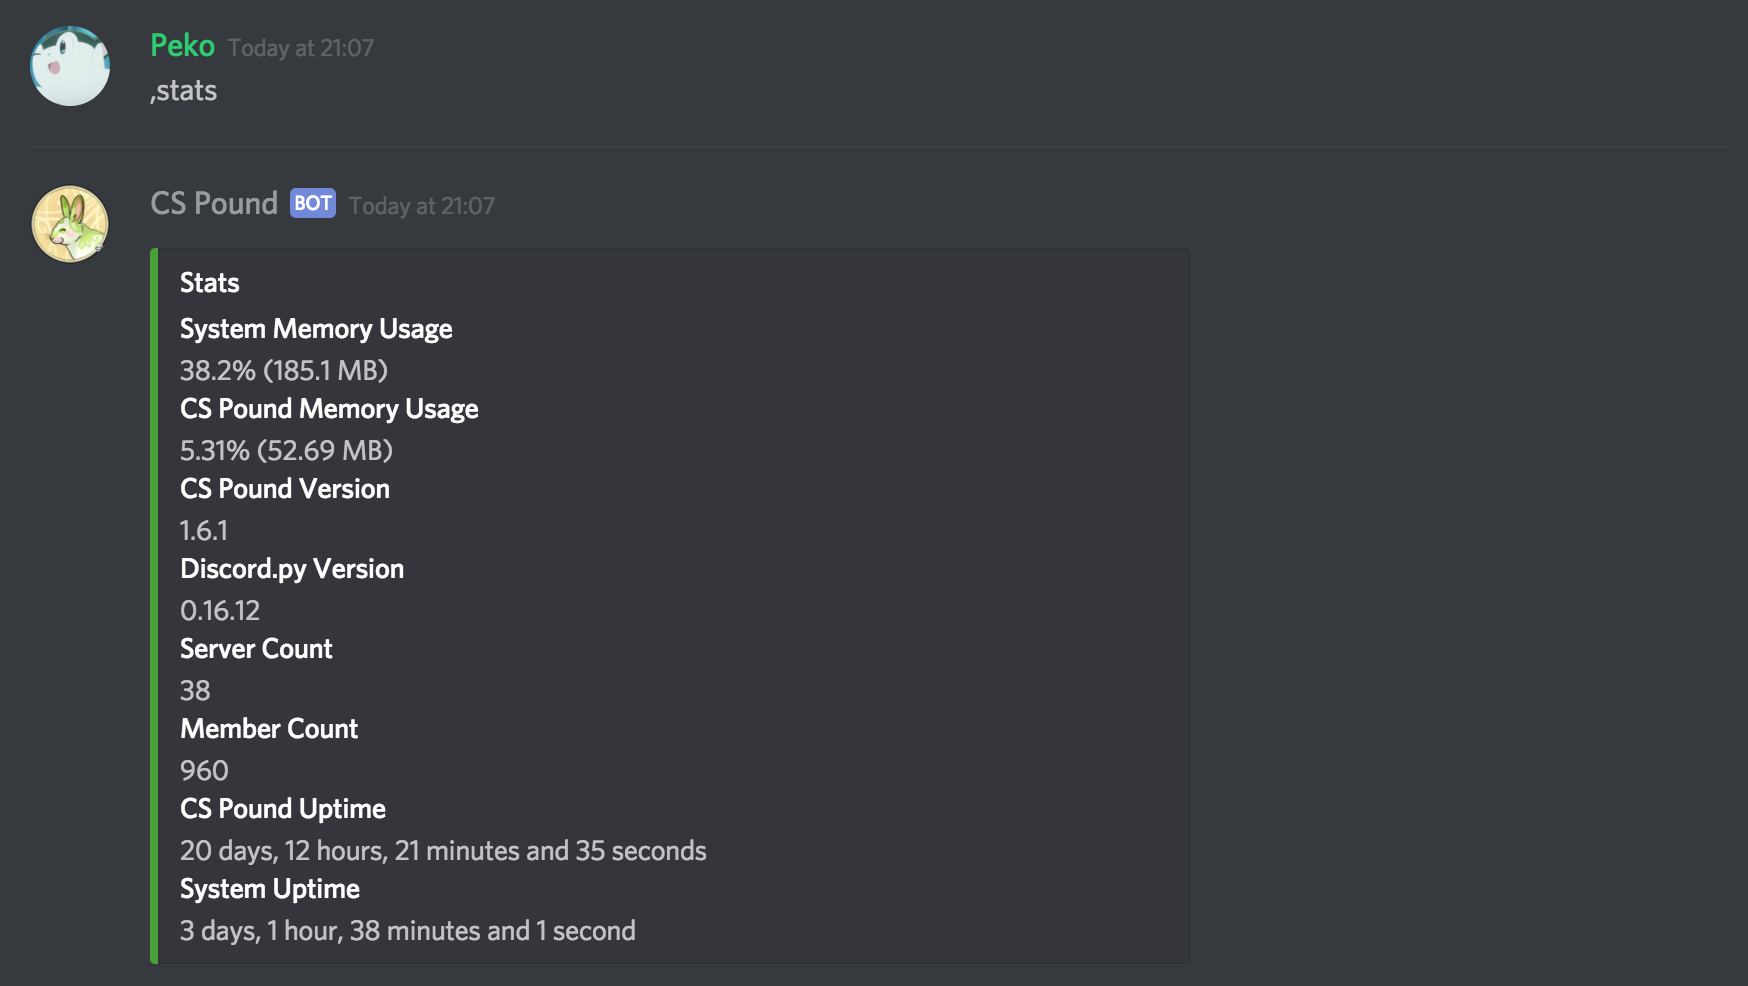 Peko Today at 21:07
,stats
CS Pound BOT Today at 21:07
Stats
System Memory Usage
38.2% (185.1 MB)
CS Pound Memory Usage
5.31% (52.69 MB)
CS Pound Version
1.6.1
Discord.py Version
0.16.12
Server Count
38
Member Count
960
CS Pound Uptime
20 days, 12 hours, 21 minutes and 35 seconds
System Uptime
3 days, 1 hour, 38 minutes and 1 second